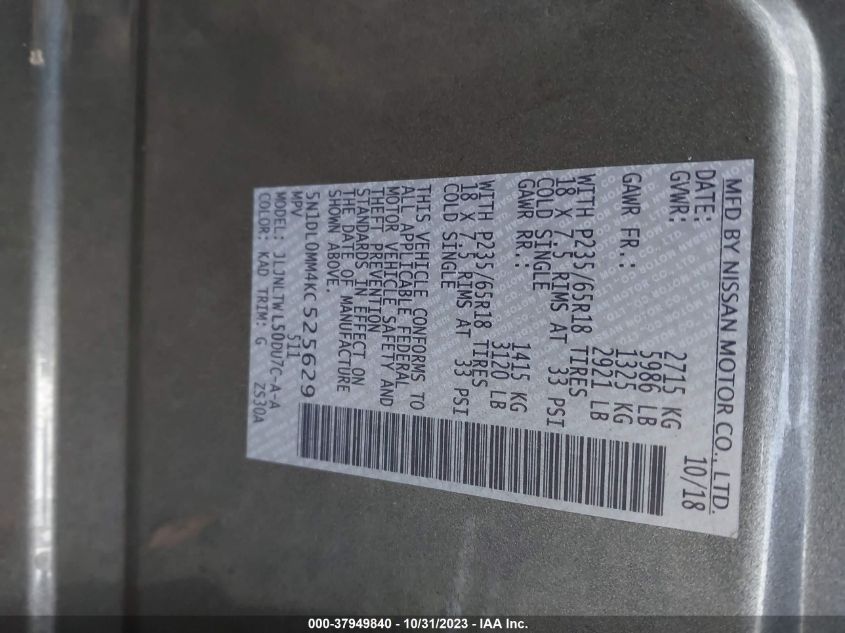 MFD BY NISSAN MOTOR CO., LTD.
DATE: 10/18
GVWR: 2715 KG
5986 LB
GAWR FR.: 1325 KG
2921 LB
WITH P235/65R18 TIRES
18 X 7.5 RIMS AT 33 PSI
COLD SINGLE
GAWR RR.: 1415 KG
3120 LB
WITH P235/65R18 TIRES
18 X 7.5 RIMS AT 33 PSI
COLD SINGLE
THIS VEHICLE CONFORMS TO
ALL APPLICABLE FEDERAL
MOTOR VEHICLE SAFETY AND
THEFT PREVENTION
STANDARDS IN EFFECT ON
THE DATE OF MANUFACTURE
SHOWN ABOVE.
5N1DL0MM4KC525629
MPV 511
MODEL: JLJNLTWL50DU7C-A-A
COLOR: KAD TRIM: G ZS30A
000-37949840 - 10/31/2023 - IAA Inc.